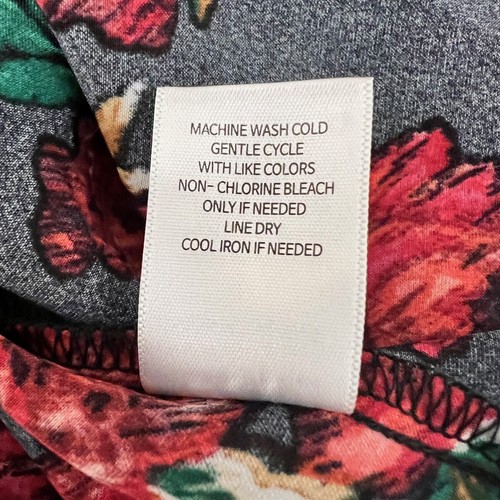 MACHINE WASH COLD
GENTLE CYCLE
WITH LIKE COLORS
NON- CHLORINE BLEACH
ONLY IF NEEDED
LINE DRY
COOL IRON IF NEEDED